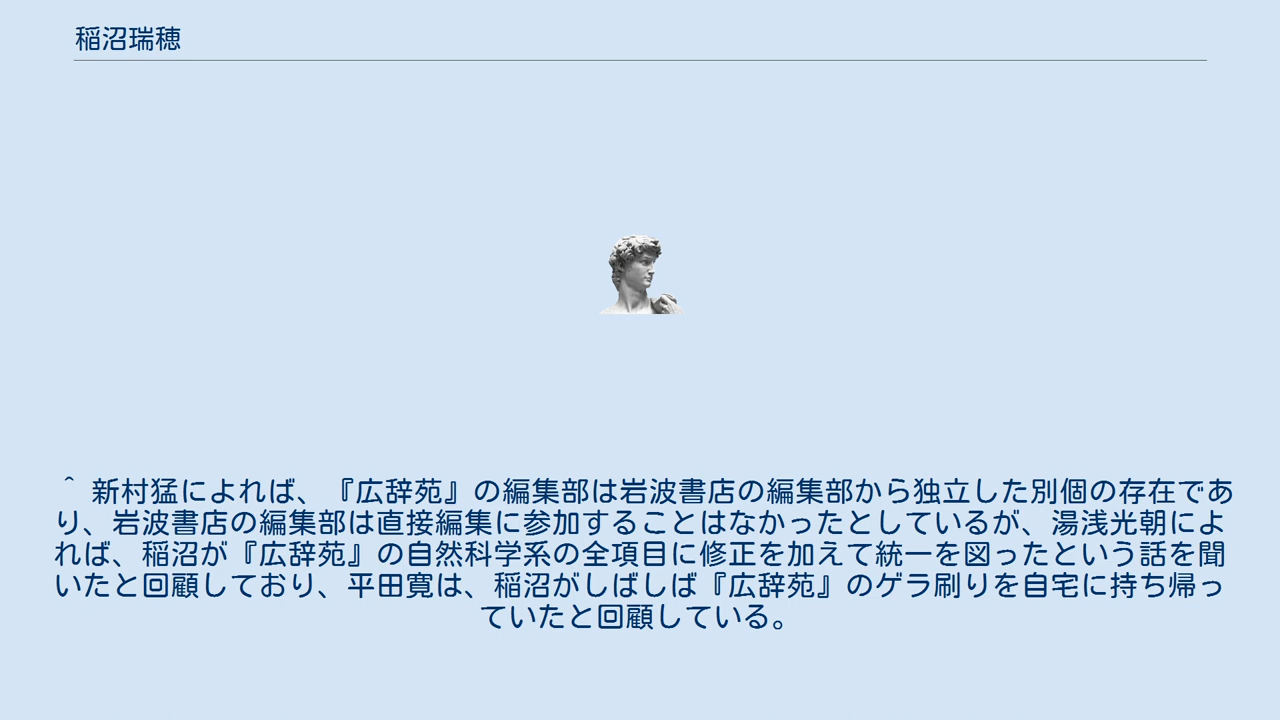 稲沼瑞穂
^ 新村猛によれば、『広辞苑』の編集部は岩波書店の編集部から独立した別個の存在であ
り、岩波書店の編集部は直接編集に参加することはなかったとしているが、湯浅光朝によ
れば、稲沼が『広辞苑』の自然科学系の全項目に修正を加えて統一を図ったという話を聞
いたと回顧しており、平田寛は、稲沼がしばしば『広辞苑』のゲラ刷りを自宅に持ち帰っ
ていたと回顧している。